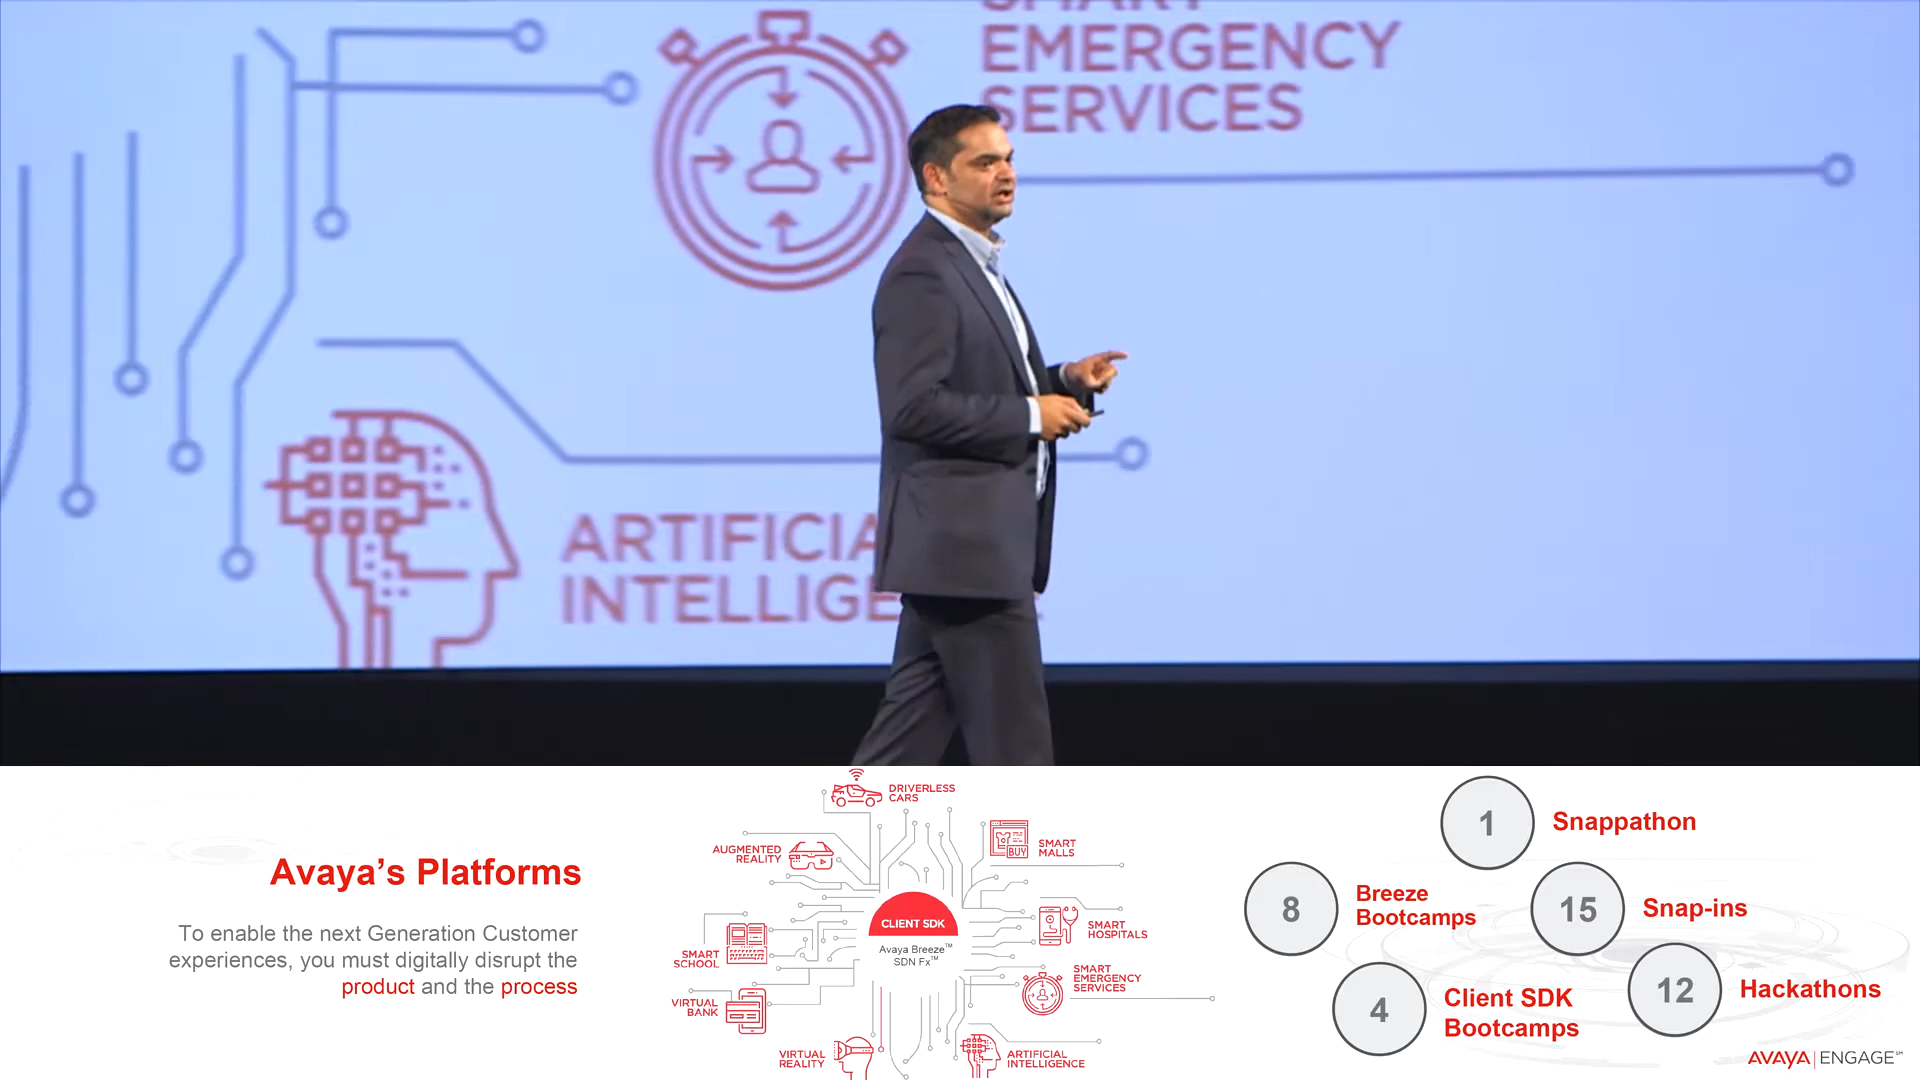 SMART
EMERGENCY
SERVICES
ARTIFICIA
INTELLIGE
Avaya’s Platforms
To enable the next Generation Customer
experiences, you must digitally disrupt the
product and the process
DRIVERLESS
CARS
AUGMENTED
REALITY
BUY
SMART
MALLS
CLIENT SDK
Avaya Breeze™
SDN Fx™
SMART
HOSPITALS
SMART
SCHOOL
SMART
EMERGENCY
SERVICES
VIRTUAL
BANK
VIRTUAL
REALITY
ARTIFICIAL
INTELLIGENCE
1 Snappathon
8 Breeze
Bootcamps
15 Snap-ins
4 Client SDK
Bootcamps
12 Hackathons
AVAYA | ENGAGE℠